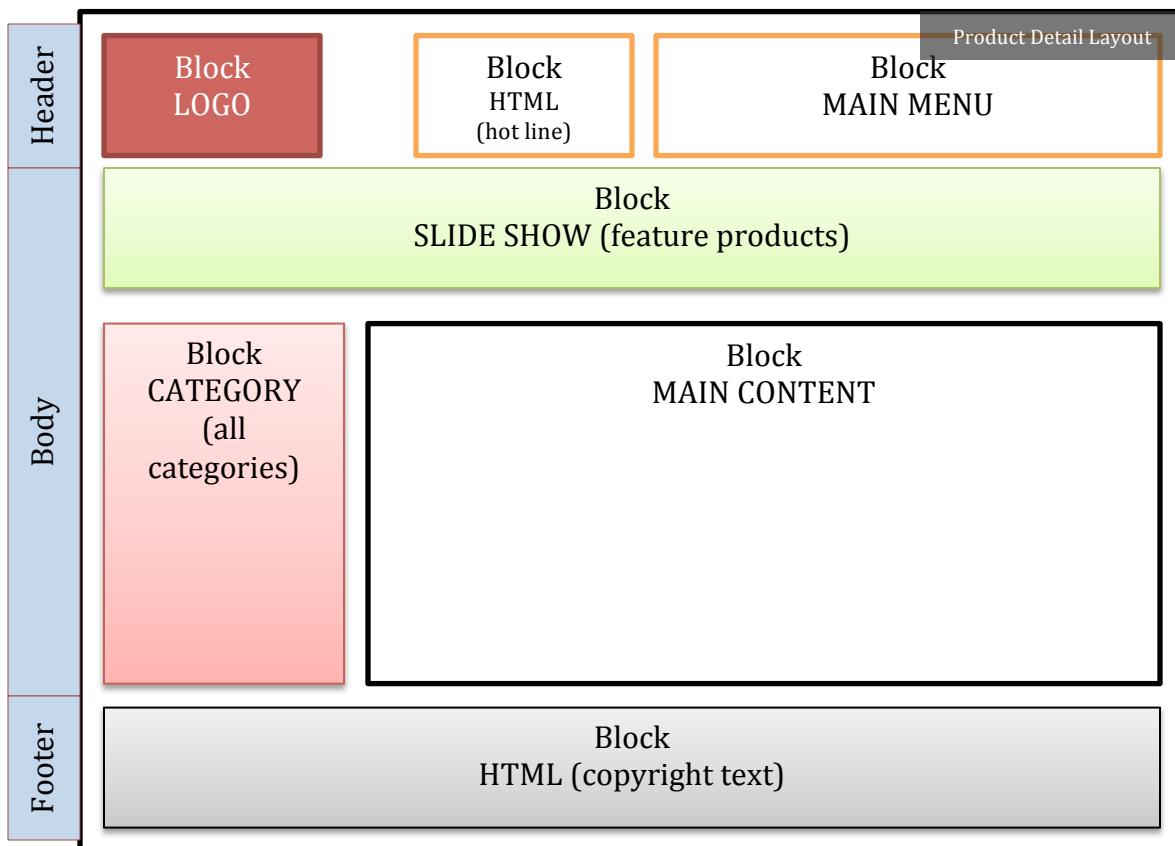 Product Detail Layout
Header
Block
LOGO
Block
HTML
(hot line)
Block
MAIN MENU
Body
Block
SLIDE SHOW (feature products)
Block
CATEGORY
(all
categories)
Block
MAIN CONTENT
Footer
Block
HTML (copyright text)